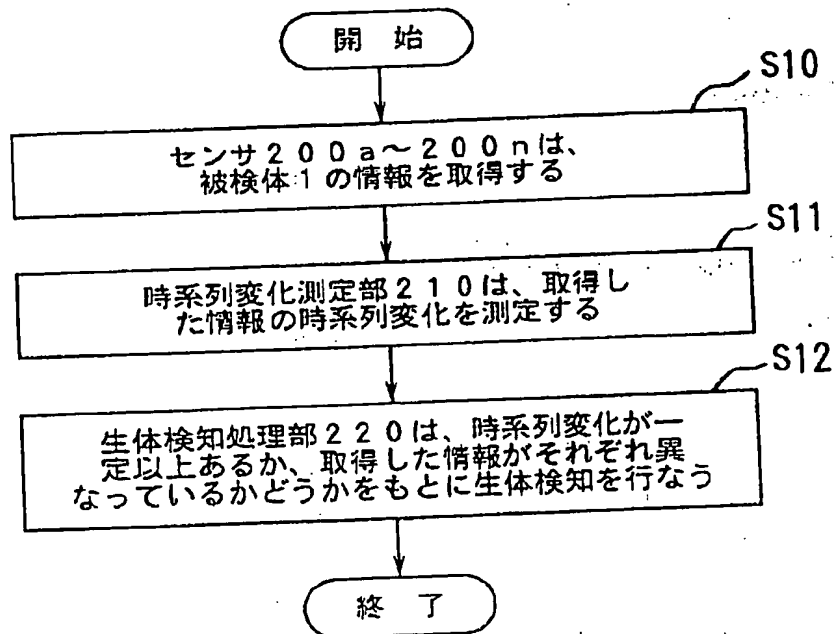 開 始
S10
センサ200a～200nは、
被検体1の情報を取得する
S11
時系列変化測定部210は、取得し
た情報の時系列変化を測定する
S12
生体検知処理部220は、時系列変化が一
定以上あるか、取得した情報がそれぞれ異
なっているかどうかをもとに生体検知を行なう
終 了